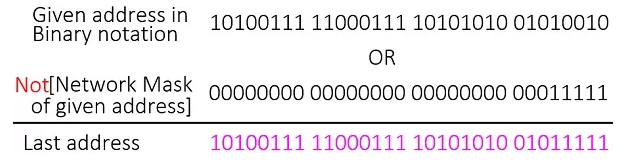 Given address in
Binary notation
10100111 11000111 10101010 01010010
OR
Not[Network Mask
of given address]
00000000 00000000 00000000 00011111
Last address
10100111 11000111 10101010 01011111